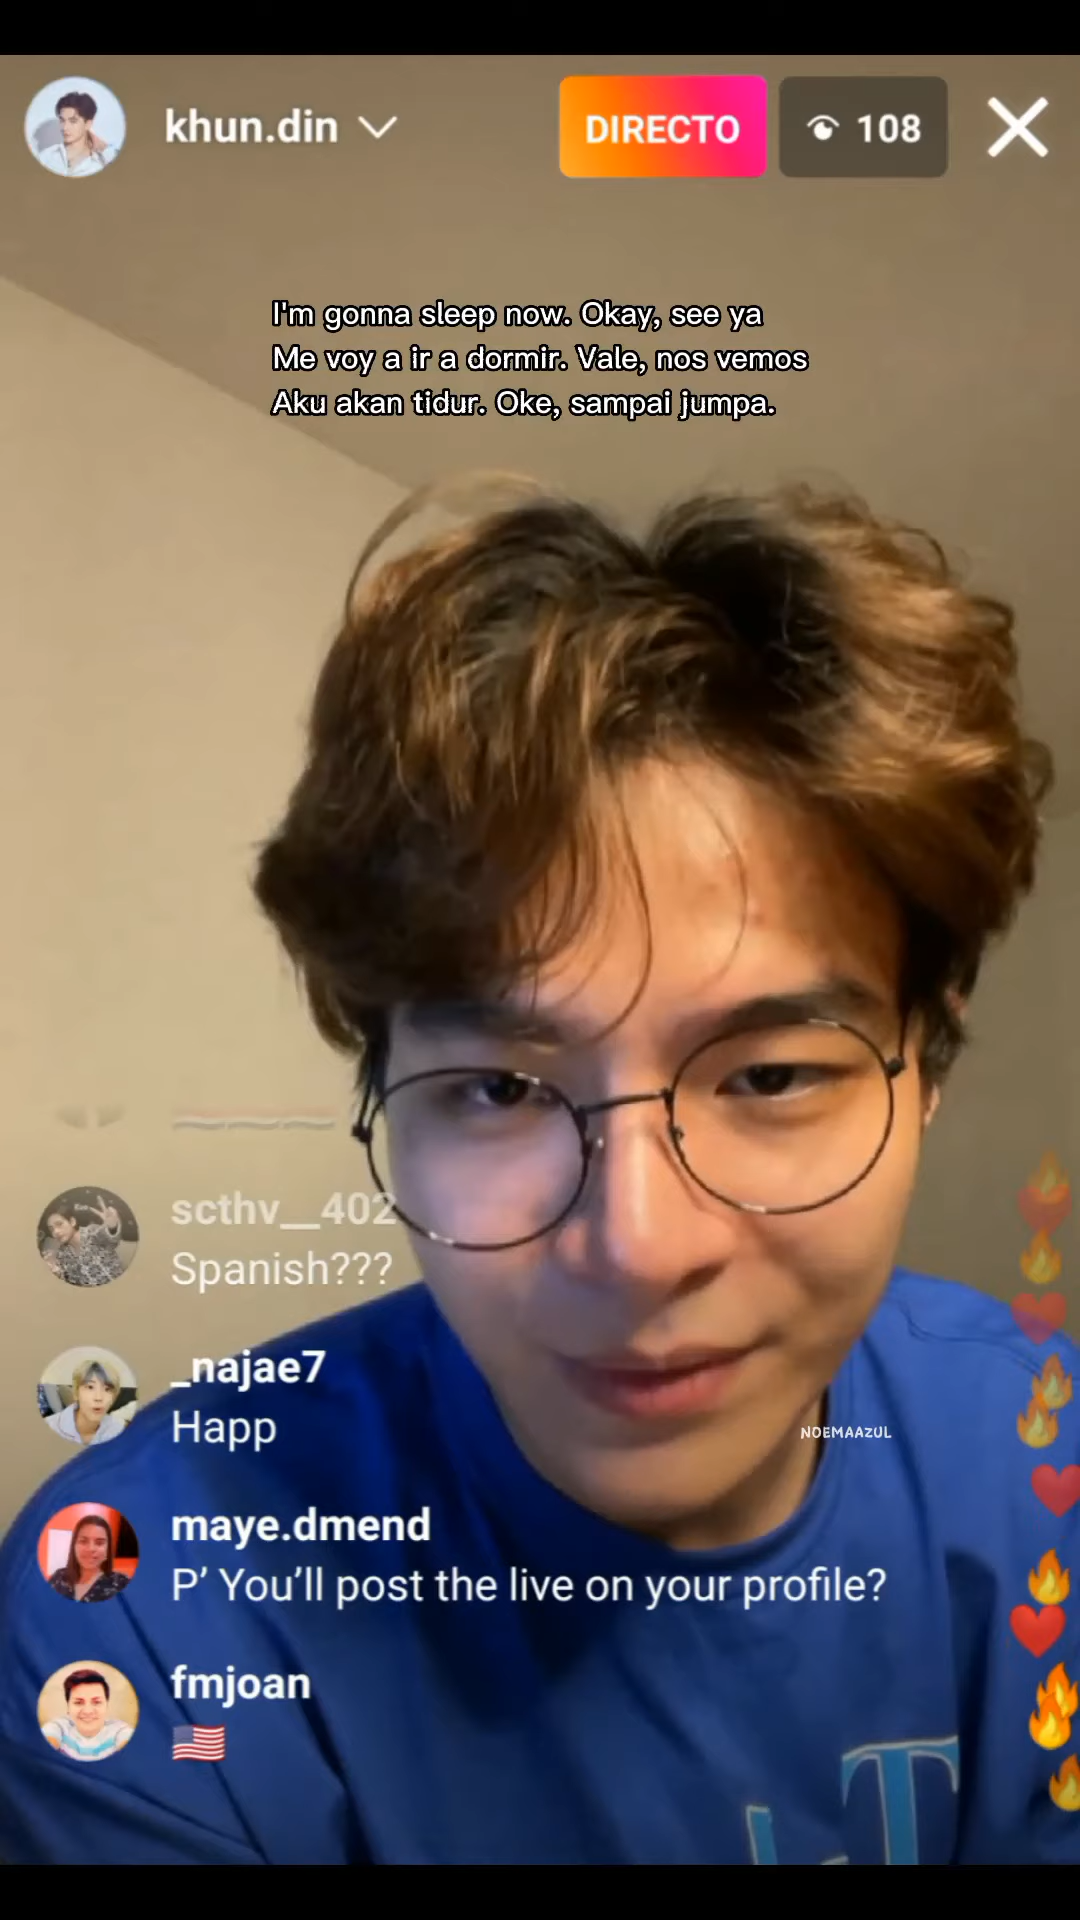 khun.din
DIRECTO
108
I'm gonna sleep now. Okay, see ya
Me voy a ir a dormir. Vale, nos vemos
Aku akan tidur. Oke, sampai jumpa.
scthv__402
Spanish???
_najae7
Happ
NOEMAAZUL
maye.dmend
P’ You’ll post the live on your profile?
fmjoan
🇺🇸
T